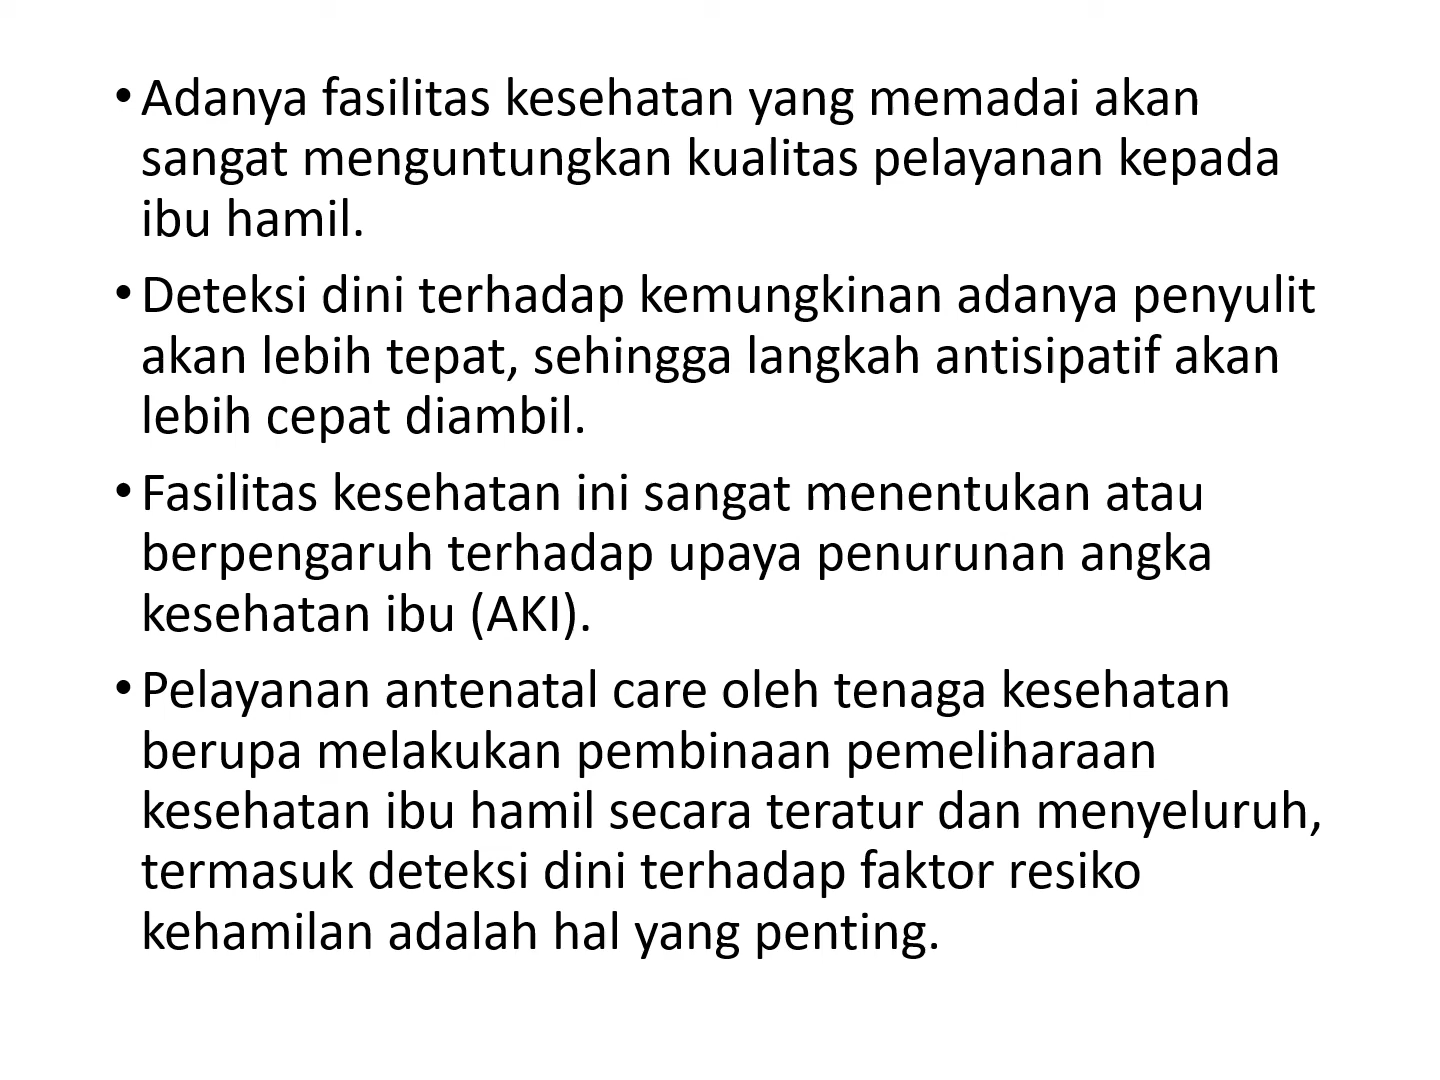 • Adanya fasilitas kesehatan yang memadai akan
sangat menguntungkan kualitas pelayanan kepada
ibu hamil.
• Deteksi dini terhadap kemungkinan adanya penyulit
akan lebih tepat, sehingga langkah antisipatif akan
lebih cepat diambil.
• Fasilitas kesehatan ini sangat menentukan atau
berpengaruh terhadap upaya penurunan angka
kesehatan ibu (AKI).
• Pelayanan antenatal care oleh tenaga kesehatan
berupa melakukan pembinaan pemeliharaan
kesehatan ibu hamil secara teratur dan menyeluruh,
termasuk deteksi dini terhadap faktor resiko
kehamilan adalah hal yang penting.